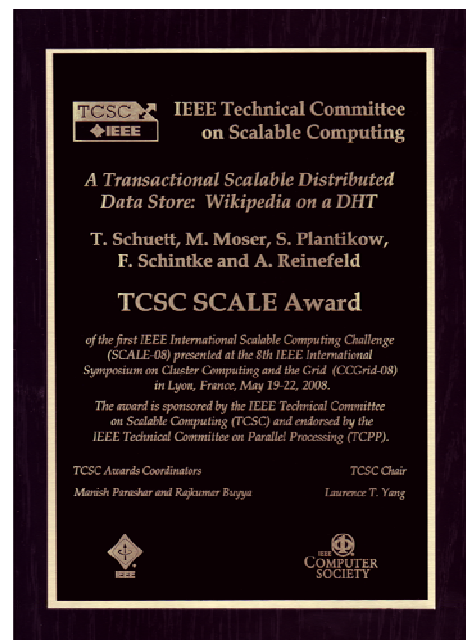 TCSC
IEEE
IEEE Technical Committee
on Scalable Computing
A Transactional Scalable Distributed
Data Store: Wikipedia on a DHT
T. Schuett, M. Moser, S. Plantikow,
F. Schintke and A. Reinefeld
TCSC SCALE Award
of the first IEEE International Scalable Computing Challenge
(SCALE-08) presented at the 8th IEEE International
Symposium on Cluster Computing and the Grid (CCGrid-08)
in Lyon, France, May 19-22, 2008.
The award is sponsored by the IEEE Technical Committee
on Scalable Computing (TCSC) and endorsed by the
IEEE Technical Committee on Parallel Processing (TCPP).
TCSC Awards Coordinators
Manish Parashar and Rajkumar Buyya
TCSC Chair
Laurence T. Yang
IEEE
IEEE
COMPUTER
SOCIETY